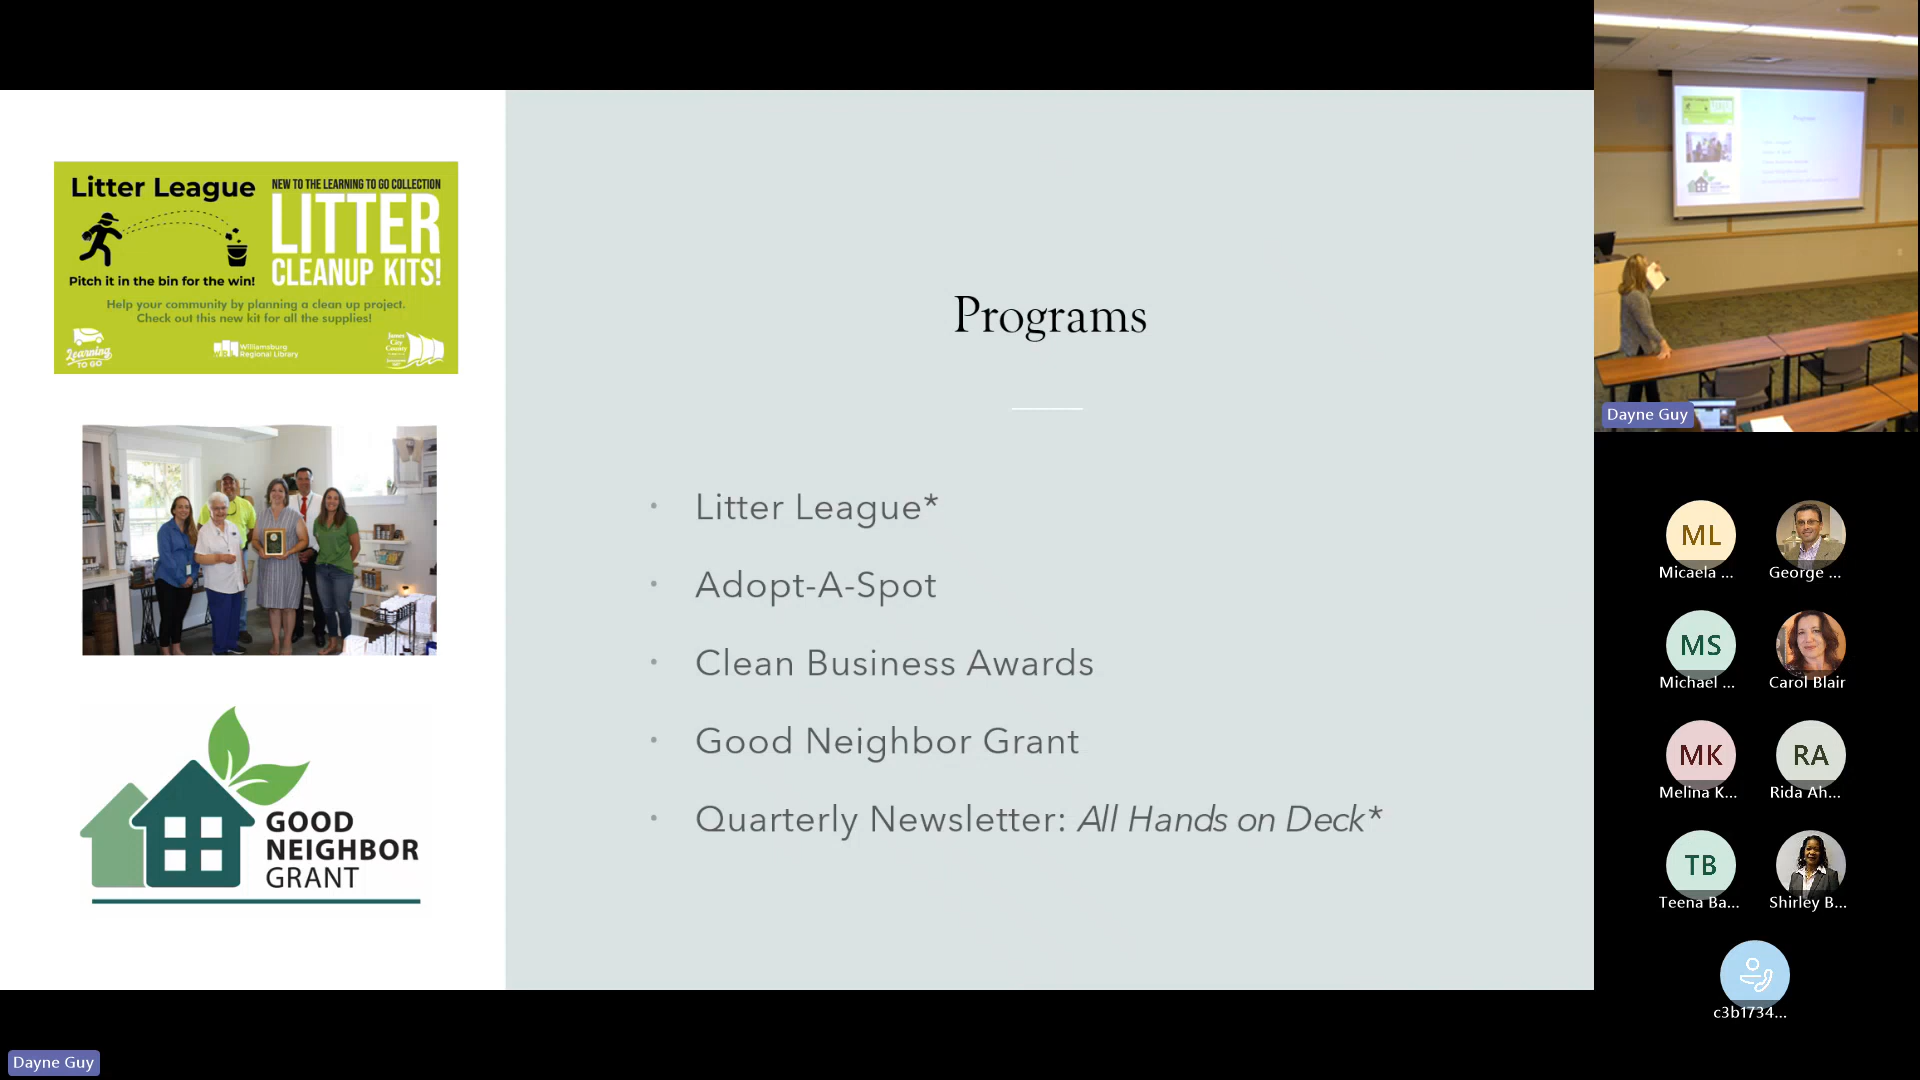 Litter League
Pitch it in the bin for the win!
NEW TO THE LEARNING TO GO COLLECTION
LITTER
CLEANUP KITS!
Help your community by planning a clean up project.
Check out this new kit for all the supplies!
Learning
TO GO
Williamsburg
Regional Library
James
City
County
GOOD
NEIGHBOR
GRANT
Programs
• Litter League*
• Adopt-A-Spot
• Clean Business Awards
• Good Neighbor Grant
• Quarterly Newsletter: All Hands on Deck*
Programs
Dayne Guy
ML
Micaela ...
George ...
MS
Michael ...
Carol Blair
MK
Melina K...
RA
Rida Ah...
TB
Teena Ba...
Shirley B...
c3b1734...
Dayne Guy